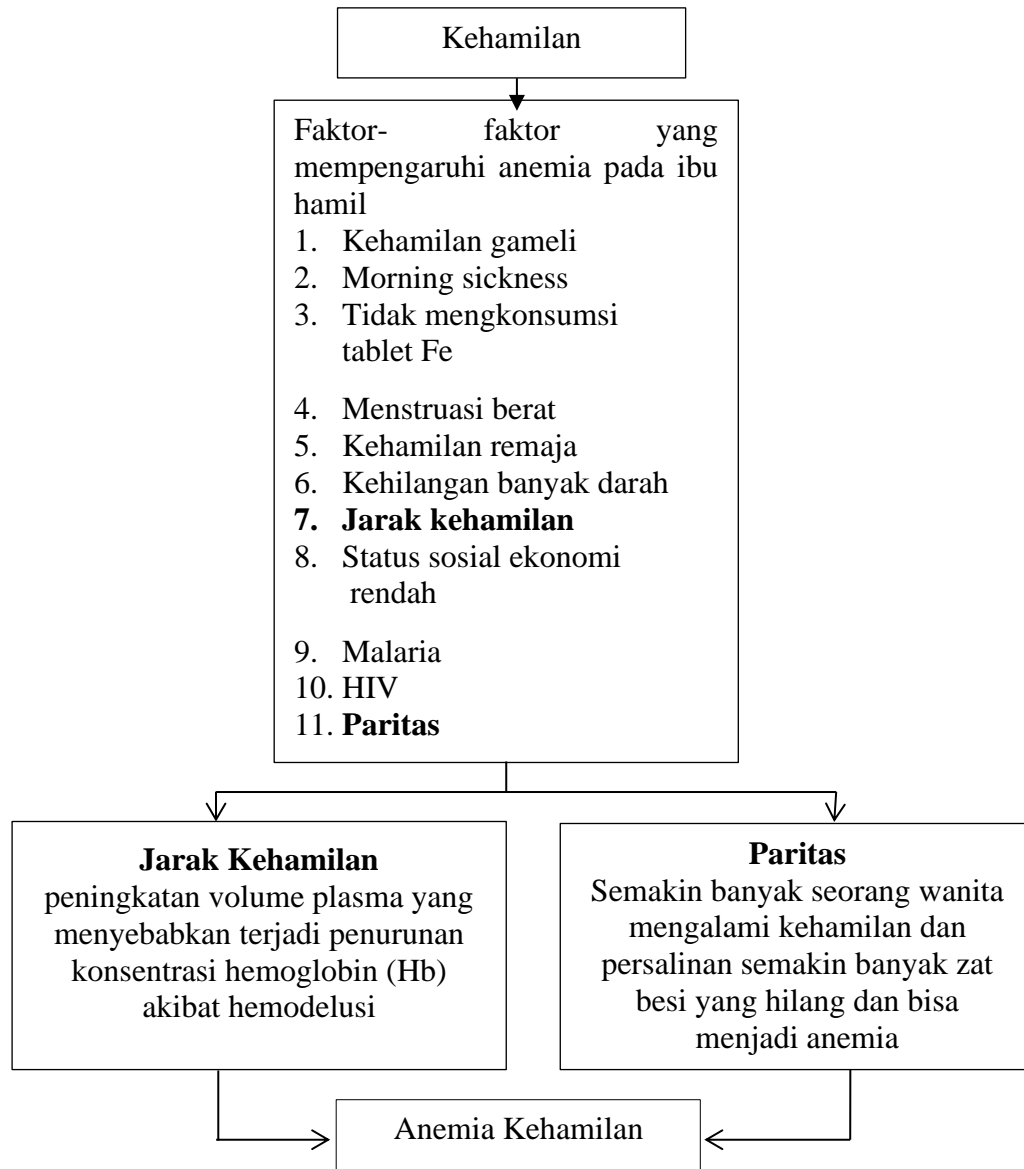 Kehamilan
Faktor- faktor yang
mempengaruhi anemia pada ibu
hamil
1. Kehamilan gameli
2. Morning sickness
3. Tidak mengkonsumsi
tablet Fe
4. Menstruasi berat
5. Kehamilan remaja
6. Kehilangan banyak darah
7. Jarak kehamilan
8. Status sosial ekonomi
rendah
9. Malaria
10. HIV
11. Paritas
Jarak Kehamilan
peningkatan volume plasma yang
menyebabkan terjadi penurunan
konsentrasi hemoglobin (Hb)
akibat hemodelusi
Paritas
Semakin banyak seorang wanita
mengalami kehamilan dan
persalinan semakin banyak zat
besi yang hilang dan bisa
menjadi anemia
Anemia Kehamilan